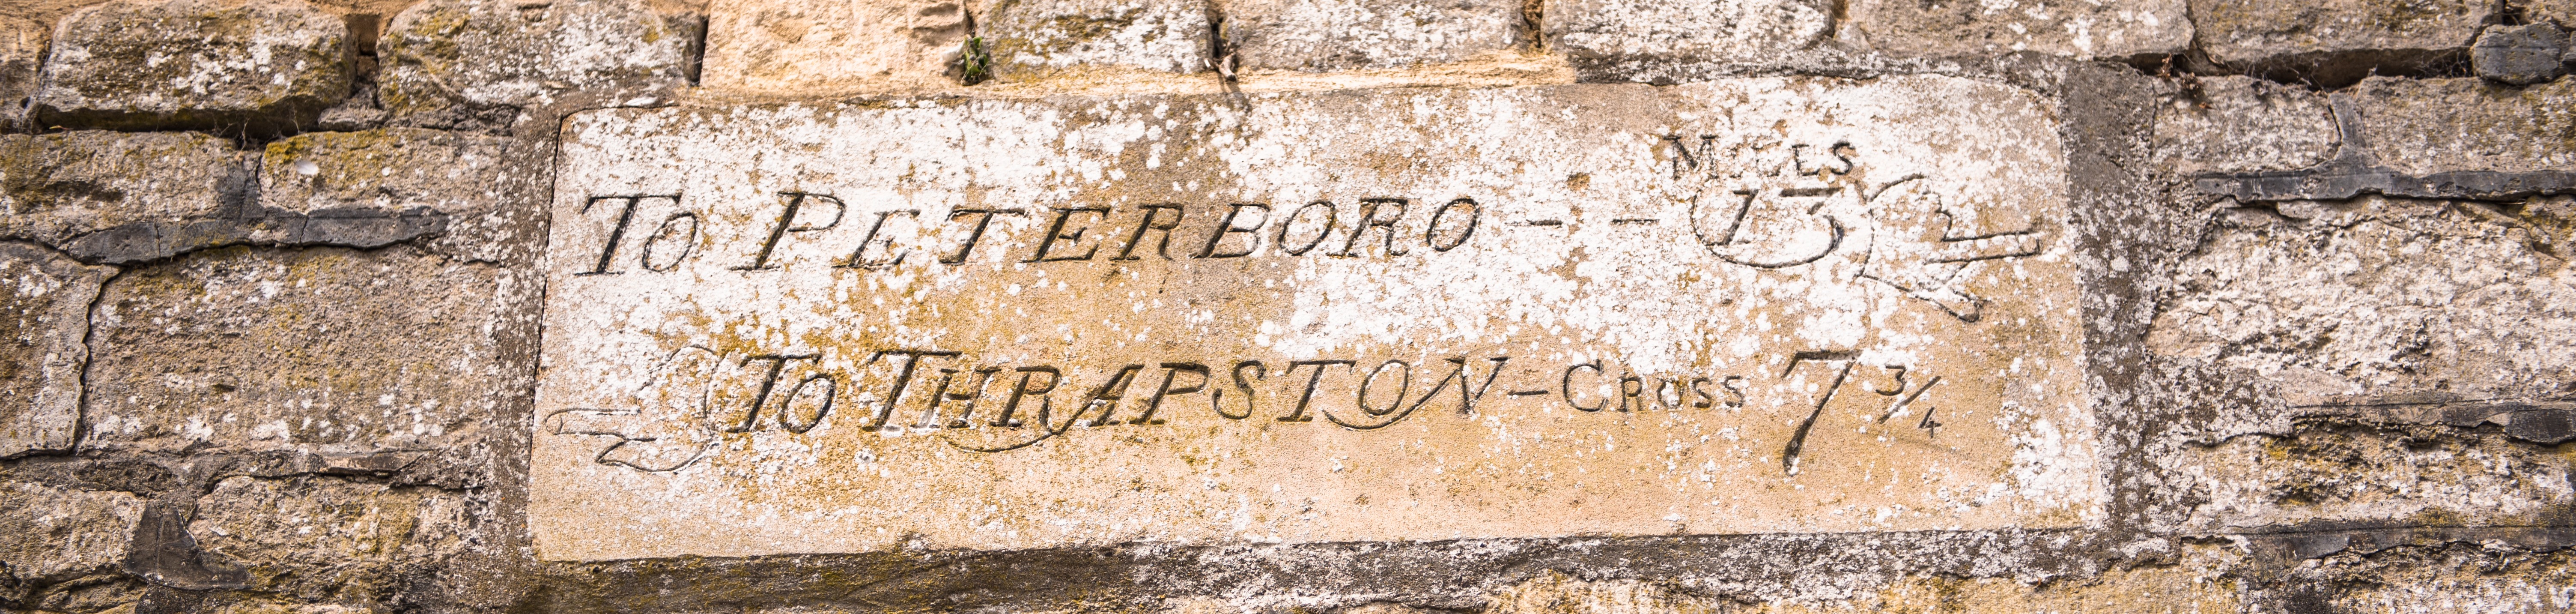 MILES
TO PETERBORO - - 13
TO THRAPSTON - CROSS 7 3/4